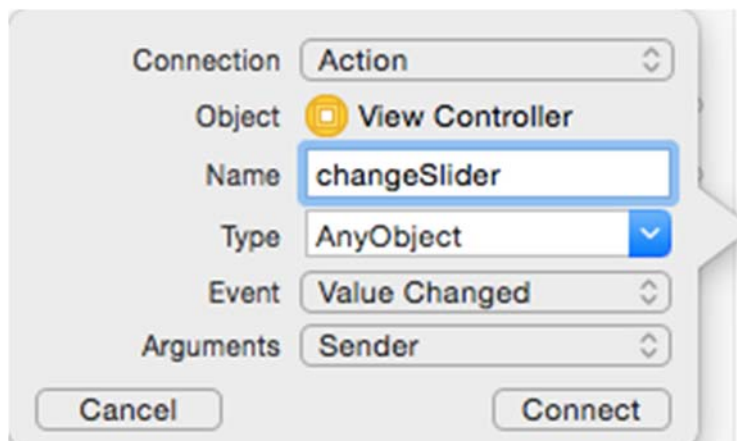 Connection Action
Object View Controller
Name changeSlider
Type AnyObject
Event Value Changed
Arguments Sender
Cancel Connect